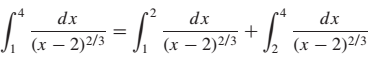 ∫₁⁴ dx/(x − 2)^{2/3} = ∫₁² dx/(x − 2)^{2/3} + ∫₂⁴ dx/(x − 2)^{2/3}